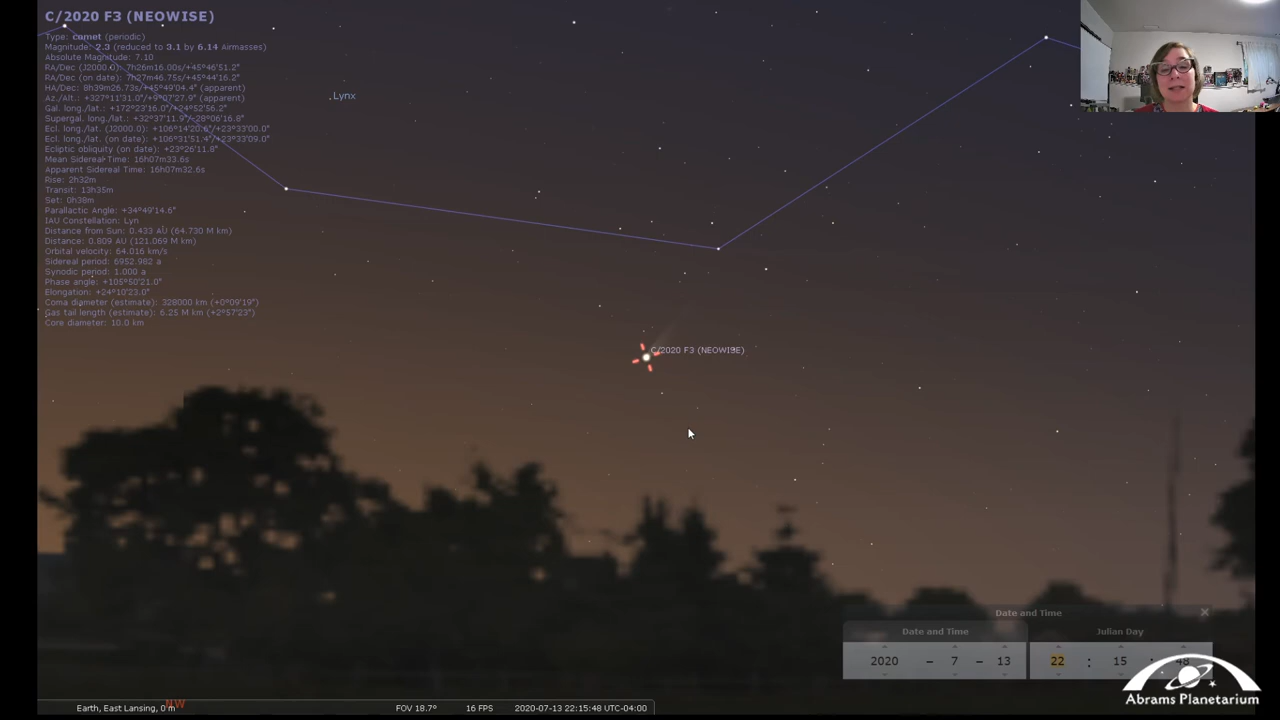 C/2020 F3 (NEOWISE)
Type: comet (periodic)
Magnitude: 2.3 (reduced to 3.1 by 6.14 Airmasses)
Absolute Magnitude: 7.10
RA/Dec (J2000.0): 7h26m16.00s/+45°46'51.2"
RA/Dec (on date): 7h27m46.75s/+45°44'16.2"
HA/Dec: 8h39m26.73s/+45°49'04.9" (apparent)
Az./Alt.: +327°11'31.0"/+9°07'27.9" (apparent)
Gal. long./lat.: +172°23'16.0"/+24°52'56.2"
Supergal. long./lat.: +32°37'11.9"/+28°06'16.8"
Ecl. long./lat. (J2000.0): +106°14'20.6"/+23°33'00.0"
Ecl. long./lat. (on date): +106°31'51.4"/+23°33'09.0"
Ecliptic obliquity (on date): +23°26'11.8"
Mean Sidereal Time: 16h07m33.6s
Apparent Sidereal Time: 16h07m32.6s
Rise: 2h32m
Transit: 13h35m
Set: 0h38m
Parallactic Angle: +34°49'14.6"
IAU Constellation: Lyn
Distance from Sun: 0.433 AU (64.730 M km)
Distance: 0.809 AU (121.069 M km)
Orbital velocity: 64.016 km/s
Sidereal period: 6952.982 a
Synodic period: 1.000 a
Phase angle: +105°50'21.0"
Elongation: +24°10'23.0"
Coma diameter (estimate): 328000 km (+0°09'19")
Gas tail length (estimate): 6.25 M km (+2°57'23")
Core diameter: 10.0 km
Lynx
C/2020 F3 (NEOWISE)
Date and Time
Date and Time Julian Day
2020 - 7 - 13 22 : 15 : 48
Abrams Planetarium
NW
Earth, East Lansing, 0 m FOV 18.7° 16 FPS 2020-07-13 22:15:48 UTC-04:00